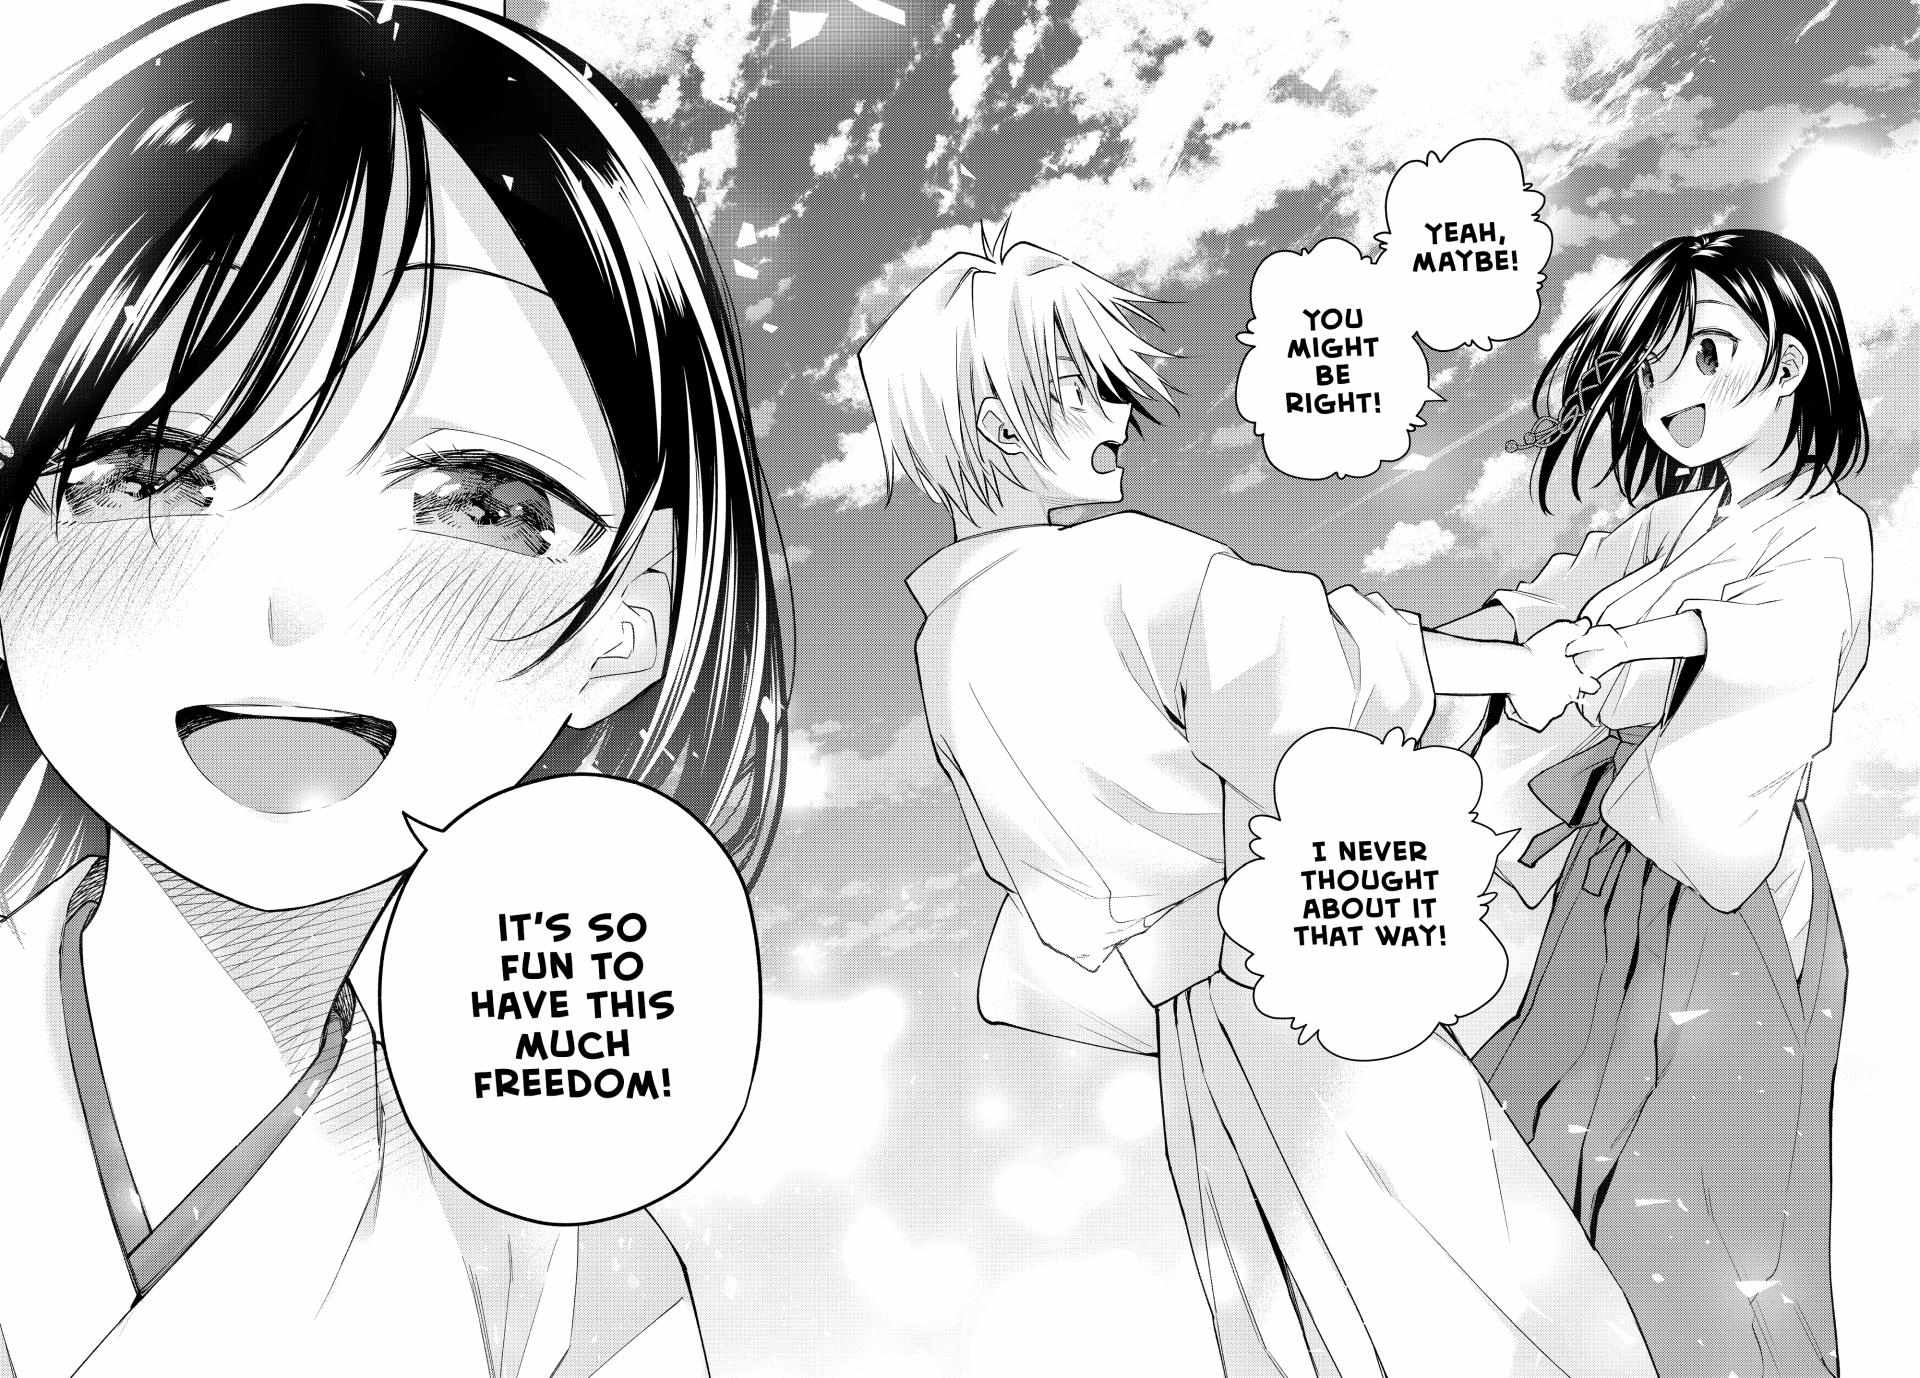 YEAH,
MAYBE!
YOU
MIGHT
BE
RIGHT!
I NEVER
THOUGHT
ABOUT IT
THAT WAY!
IT'S SO
FUN TO
HAVE THIS
MUCH
FREEDOM!